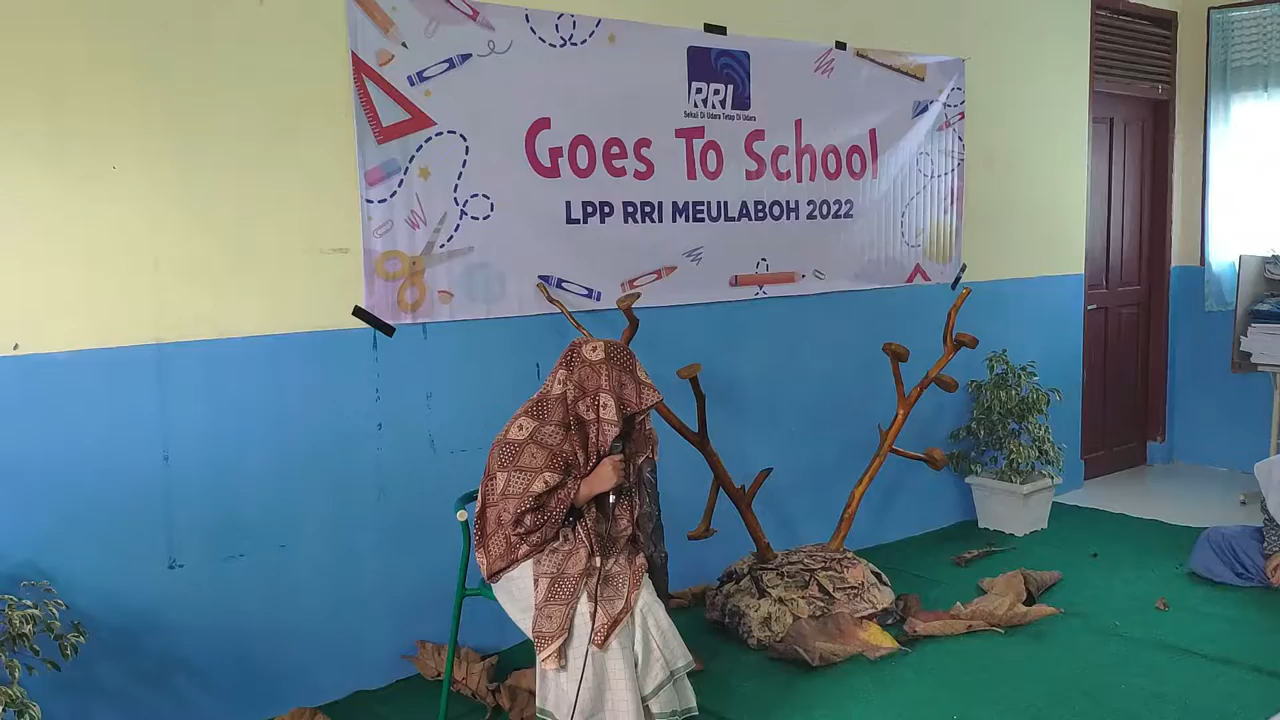 RRI
Sekali Di Udara Tetap Di Udara
Goes To School
LPP RRI MEULABOH 2022